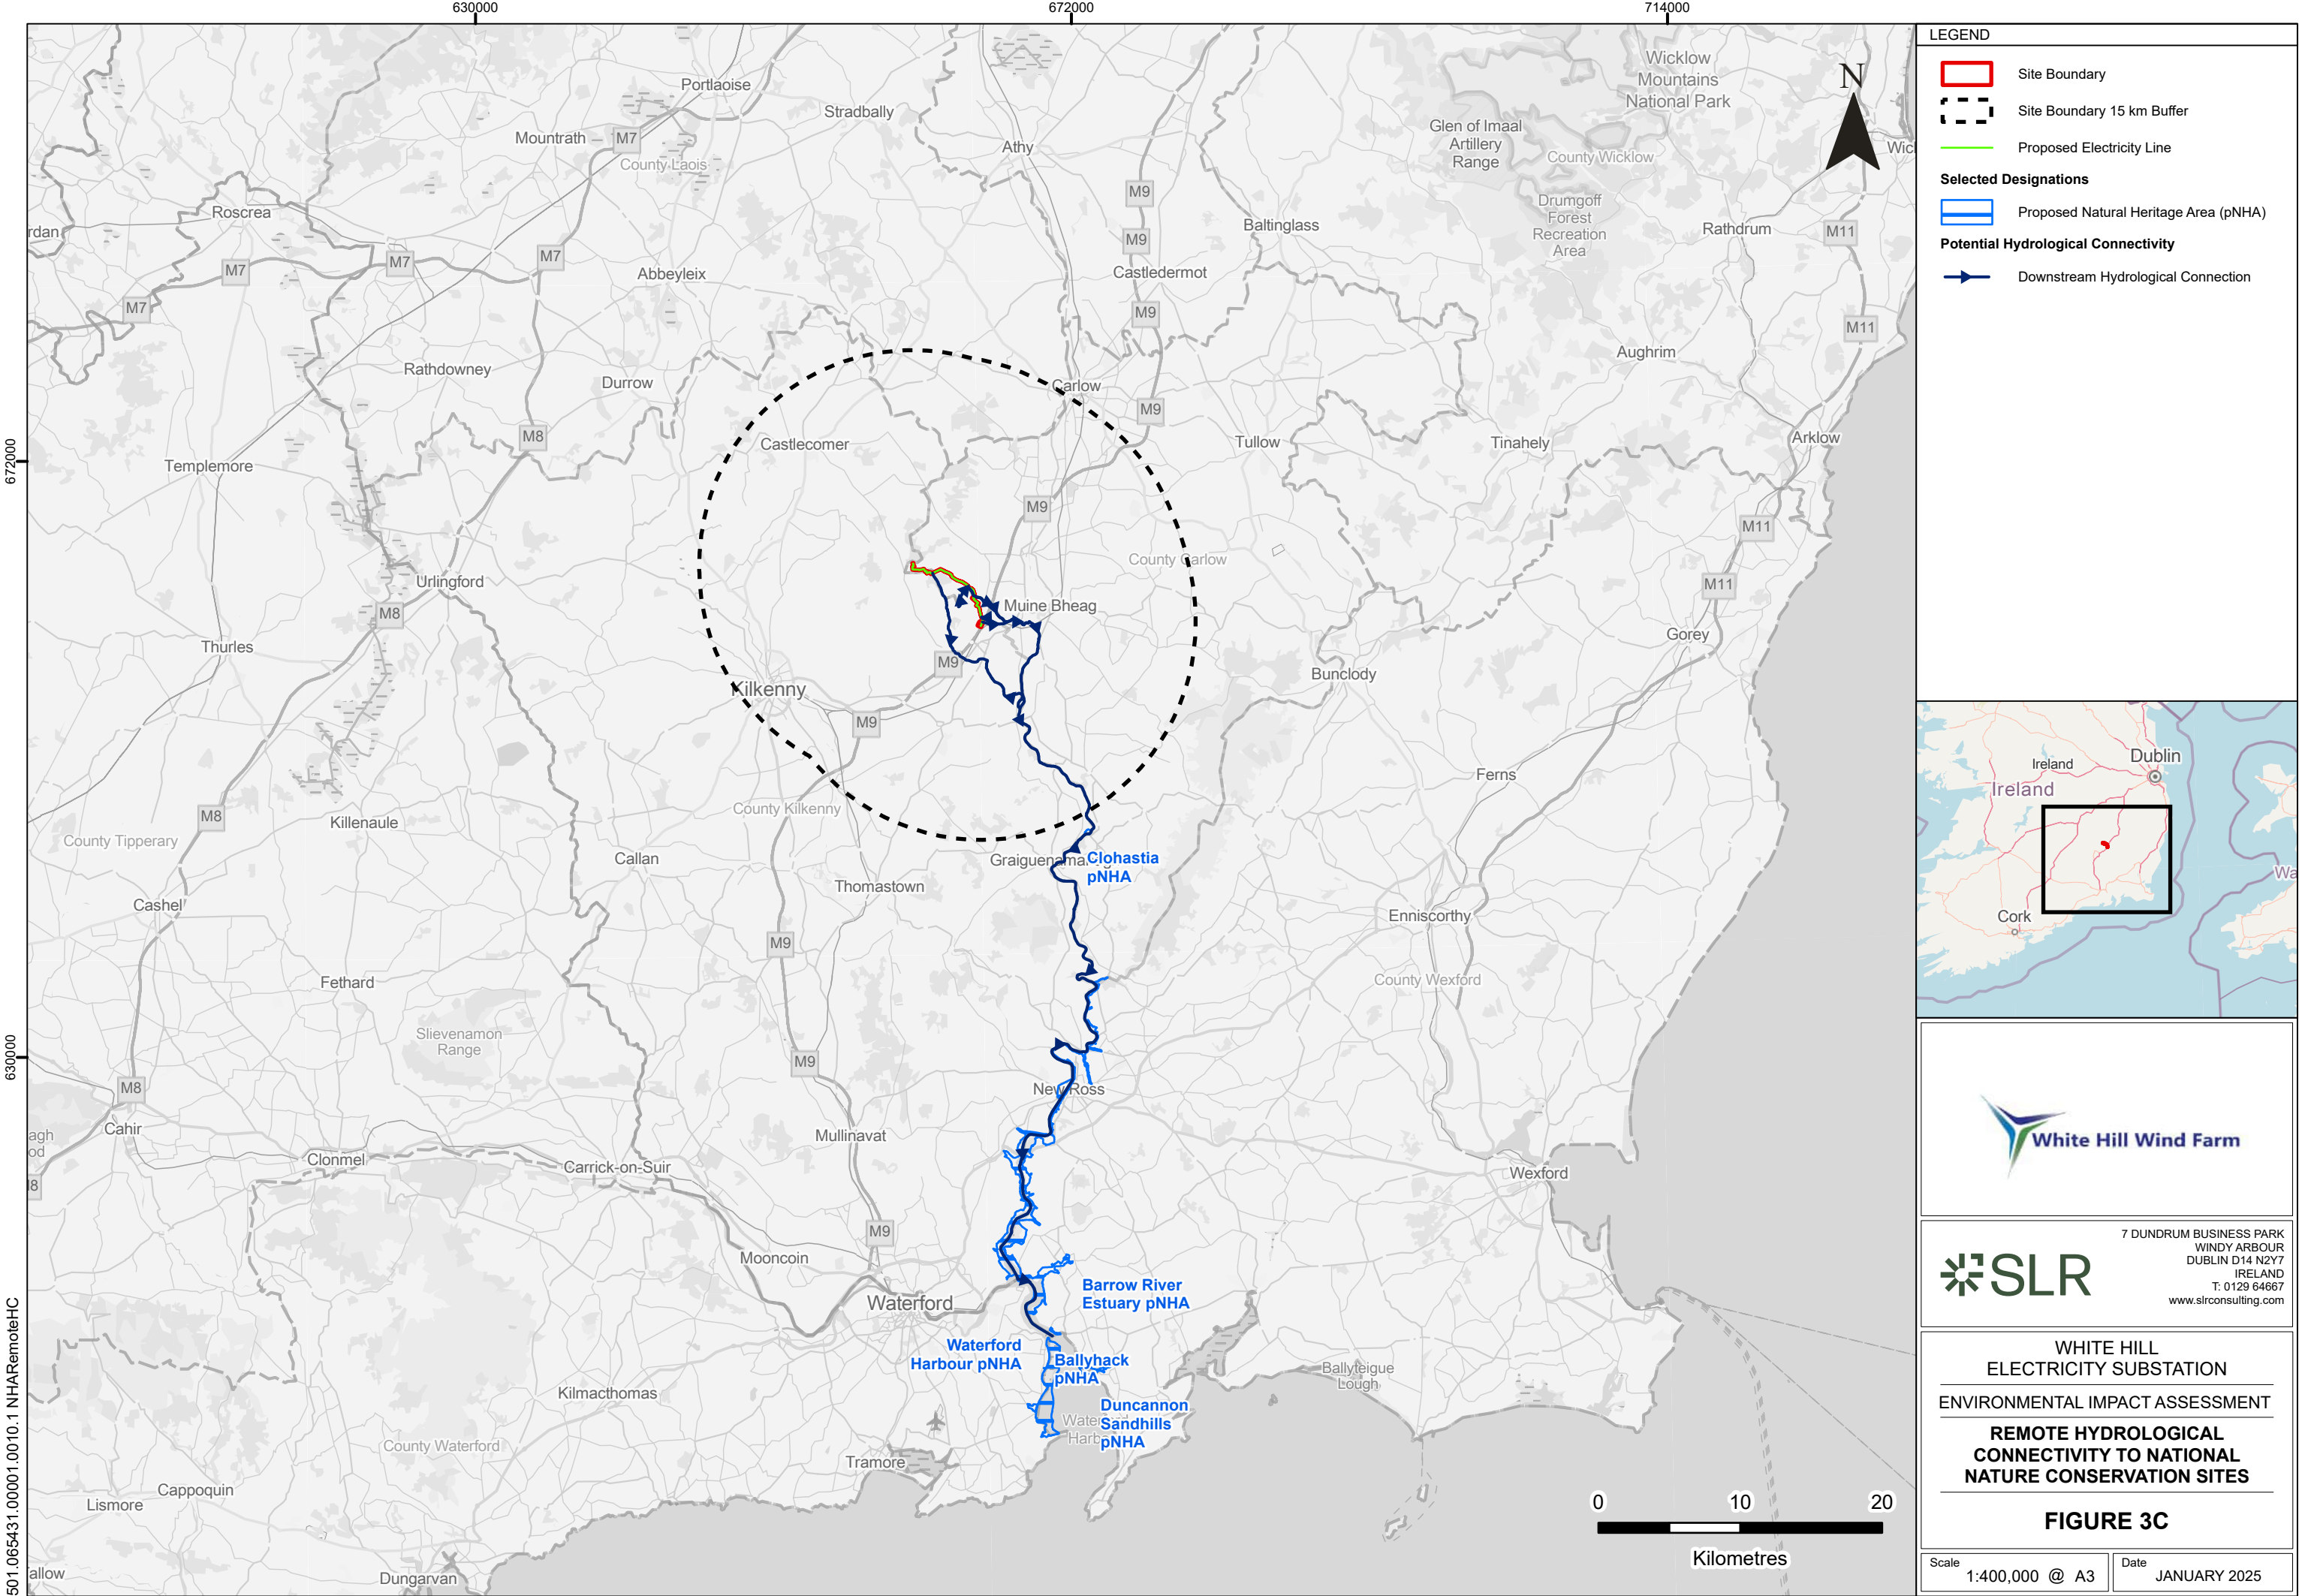 630000
672000
714000
672000
630000
501.065431.00001.0010.1 NHARemoteHC
Portlaoise
Stradbally
Mountrath
M7
County Laois
Athy
Wicklow
Mountains
National Park
Glen of Imaal
Artillery
Range
County Wicklow
N
M9
Drumgoff
Forest
Recreation
Area
Baltinglass
Rathdrum
M11
Roscrea
M7
M7
M7
M7
Abbeyleix
M9
Castledermot
M9
M11
Rathdowney
Durrow
Aughrim
Carlow
M9
M8
Castlecomer
Tullow
Tinahely
Arklow
Templemore
M9
M11
County Carlow
Urlingford
M11
M8
Muine Bheag
Thurles
Gorey
M9
Bunclody
Kilkenny
M9
Ferns
County Kilkenny
M8
Killenaule
County Tipperary
Callan
Clohastia
pNHA
Thomastown
Cashel
Enniscorthy
M9
County Wexford
Fethard
Slievenamon
Range
M9
M8
New Ross
Cahir
Mullinavat
Clonmel
Carrick-on-Suir
Wexford
M9
Mooncoin
Barrow River
Estuary pNHA
Waterford
Waterford
Harbour pNHA
Ballyhack
pNHA
Ballyteigue
Lough
Kilmacthomas
Duncannon
Sandhills
pNHA
County Waterford
Tramore
Cappoquin
Lismore
Dungarvan
0 10 20
Kilometres
LEGEND
Site Boundary
Site Boundary 15 km Buffer
Proposed Electricity Line
Selected Designations
Proposed Natural Heritage Area (pNHA)
Potential Hydrological Connectivity
Downstream Hydrological Connection
Dublin
Ireland
Ireland
Cork
White Hill Wind Farm
SLR
7 DUNDRUM BUSINESS PARK
WINDY ARBOUR
DUBLIN D14 N2Y7
IRELAND
T: 0129 64667
www.slrconsulting.com
WHITE HILL
ELECTRICITY SUBSTATION
ENVIRONMENTAL IMPACT ASSESSMENT
REMOTE HYDROLOGICAL
CONNECTIVITY TO NATIONAL
NATURE CONSERVATION SITES
FIGURE 3C
Scale
1:400,000 @ A3
Date
JANUARY 2025